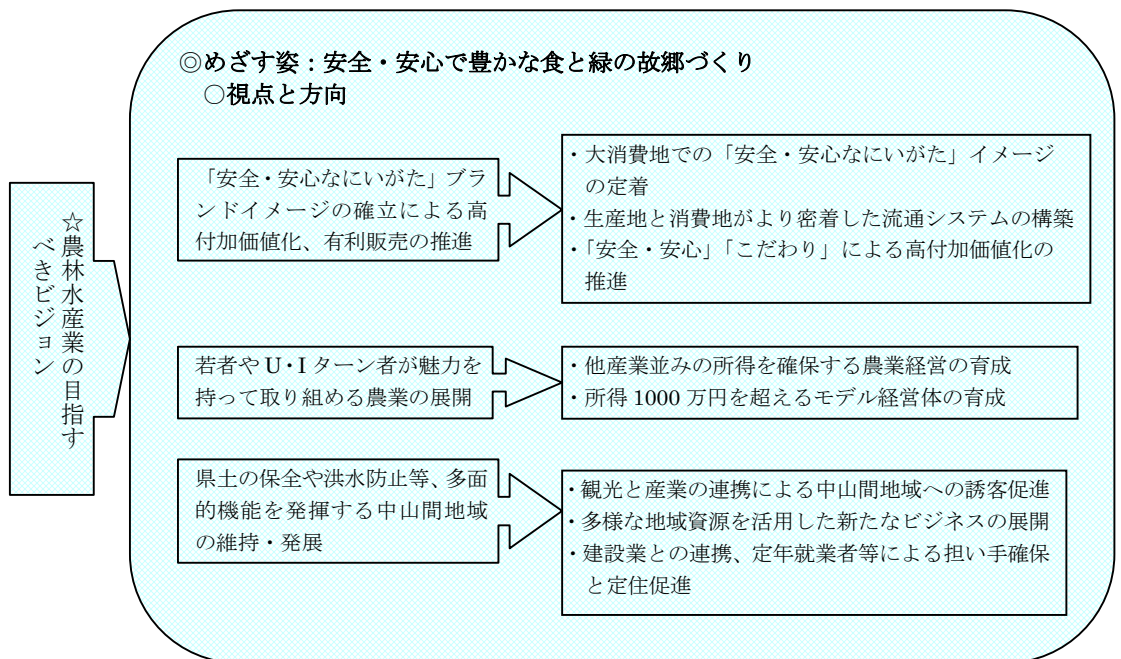 ◎めざす姿：安全・安心で豊かな食と緑の故郷づくり
○視点と方向
☆農林水産業の目指す
べきビジョン
「安全・安心なにいがた」ブラ
ンドイメージの確立による高
付加価値化、有利販売の推進
・大消費地での「安全・安心なにいがた」イメージ
の定着
・生産地と消費地がより密着した流通システムの構築
・「安全・安心」「こだわり」による高付加価値化の
推進
若者や U・I ターン者が魅力を
持って取り組める農業の展開
・他産業並みの所得を確保する農業経営の育成
・所得 1000 万円を超えるモデル経営体の育成
県土の保全や洪水防止等、多面
的機能を発揮する中山間地域
の維持・発展
・観光と産業の連携による中山間地域への誘客促進
・多様な地域資源を活用した新たなビジネスの展開
・建設業との連携、定年就業者等による担い手確保
と定住促進